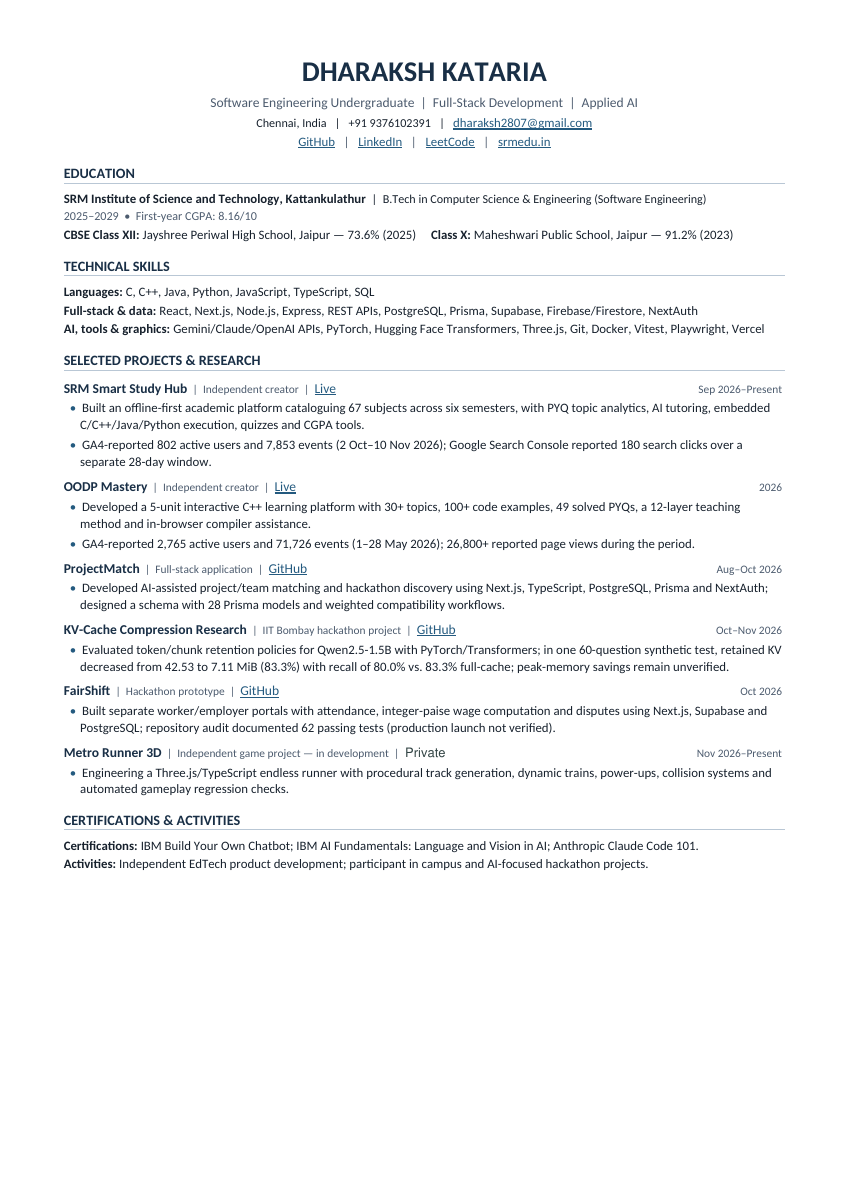 DHARAKSH KATARIA
Software Engineering Undergraduate | Full-Stack Development | Applied AI
Chennai, India | +91 9376102391 | dharaksh2807@gmail.com
GitHub | LinkedIn | LeetCode | srmedu.in
EDUCATION
SRM Institute of Science and Technology, Kattankulathur | B.Tech in Computer Science & Engineering (Software Engineering)
2025–2029 • First-year CGPA: 8.16/10
CBSE Class XII: Jayshree Periwal High School, Jaipur — 73.6% (2025) Class X: Maheshwari Public School, Jaipur — 91.2% (2023)
TECHNICAL SKILLS
Languages: C, C++, Java, Python, JavaScript, TypeScript, SQL
Full-stack & data: React, Next.js, Node.js, Express, REST APIs, PostgreSQL, Prisma, Supabase, Firebase/Firestore, NextAuth
AI, tools & graphics: Gemini/Claude/OpenAI APIs, PyTorch, Hugging Face Transformers, Three.js, Git, Docker, Vitest, Playwright, Vercel
SELECTED PROJECTS & RESEARCH
SRM Smart Study Hub | Independent creator | Live Sep 2026–Present
• Built an offline-first academic platform cataloguing 67 subjects across six semesters, with PYQ topic analytics, AI tutoring, embedded
C/C++/Java/Python execution, quizzes and CGPA tools.
• GA4-reported 802 active users and 7,853 events (2 Oct–10 Nov 2026); Google Search Console reported 180 search clicks over a
separate 28-day window.
OODP Mastery | Independent creator | Live 2026
• Developed a 5-unit interactive C++ learning platform with 30+ topics, 100+ code examples, 49 solved PYQs, a 12-layer teaching
method and in-browser compiler assistance.
• GA4-reported 2,765 active users and 71,726 events (1–28 May 2026); 26,800+ reported page views during the period.
ProjectMatch | Full-stack application | GitHub Aug–Oct 2026
• Developed AI-assisted project/team matching and hackathon discovery using Next.js, TypeScript, PostgreSQL, Prisma and NextAuth;
designed a schema with 28 Prisma models and weighted compatibility workflows.
KV-Cache Compression Research | IIT Bombay hackathon project | GitHub Oct–Nov 2026
• Evaluated token/chunk retention policies for Qwen2.5-1.5B with PyTorch/Transformers; in one 60-question synthetic test, retained KV
decreased from 42.53 to 7.11 MiB (83.3%) with recall of 80.0% vs. 83.3% full-cache; peak-memory savings remain unverified.
FairShift | Hackathon prototype | GitHub Oct 2026
• Built separate worker/employer portals with attendance, integer-paise wage computation and disputes using Next.js, Supabase and
PostgreSQL; repository audit documented 62 passing tests (production launch not verified).
Metro Runner 3D | Independent game project — in development | Private Nov 2026–Present
• Engineering a Three.js/TypeScript endless runner with procedural track generation, dynamic trains, power-ups, collision systems and
automated gameplay regression checks.
CERTIFICATIONS & ACTIVITIES
Certifications: IBM Build Your Own Chatbot; IBM AI Fundamentals: Language and Vision in AI; Anthropic Claude Code 101.
Activities: Independent EdTech product development; participant in campus and AI-focused hackathon projects.